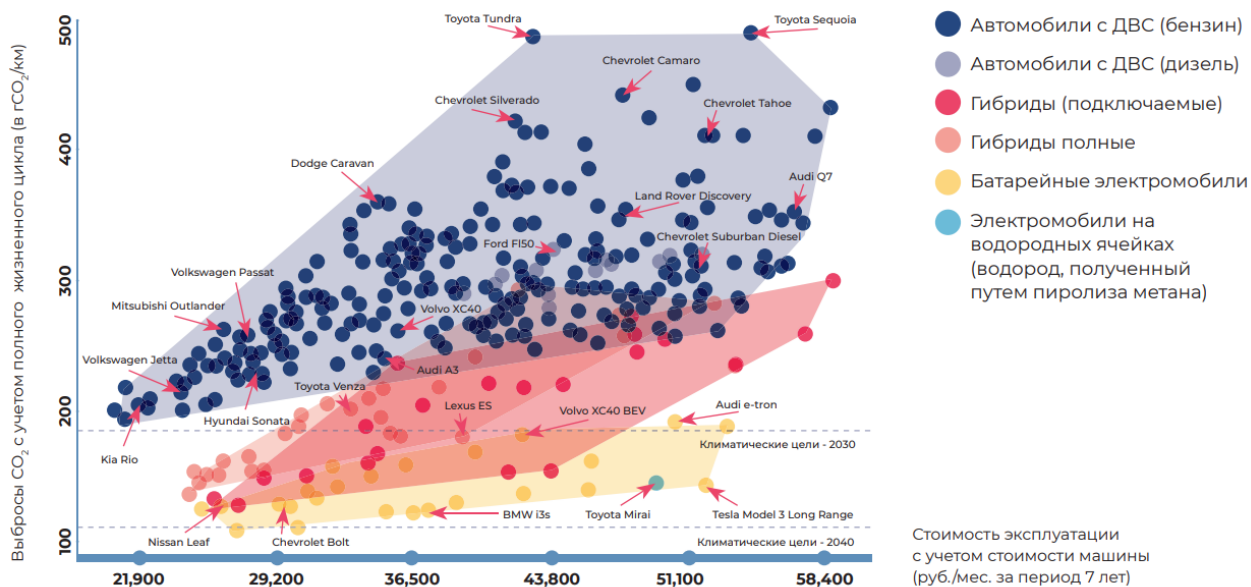 Выбросы CO₂ с учетом полного жизненного цикла (в гCO₂/км)
500
400
300
200
100
Toyota Tundra
Toyota Sequoia
Chevrolet Camaro
Chevrolet Silverado
Chevrolet Tahoe
Dodge Caravan
Audi Q7
Land Rover Discovery
Ford F150
Chevrolet Suburban Diesel
Volkswagen Passat
Mitsubishi Outlander
Volvo XC40
Volkswagen Jetta
Audi A3
Toyota Venza
Hyundai Sonata
Lexus ES
Volvo XC40 BEV
Audi e-tron
Kia Rio
Климатические цели - 2030
Nissan Leaf
Chevrolet Bolt
BMW i3s
Toyota Mirai
Tesla Model 3 Long Range
Климатические цели - 2040
21,900
29,200
36,500
43,800
51,100
58,400
Автомобили с ДВС (бензин)
Автомобили с ДВС (дизель)
Гибриды (подключаемые)
Гибриды полные
Батарейные электромобили
Электромобили на
водородных ячейках
(водород, полученный
путем пиролиза метана)
Стоимость эксплуатации
с учетом стоимости машины
(руб./мес. за период 7 лет)